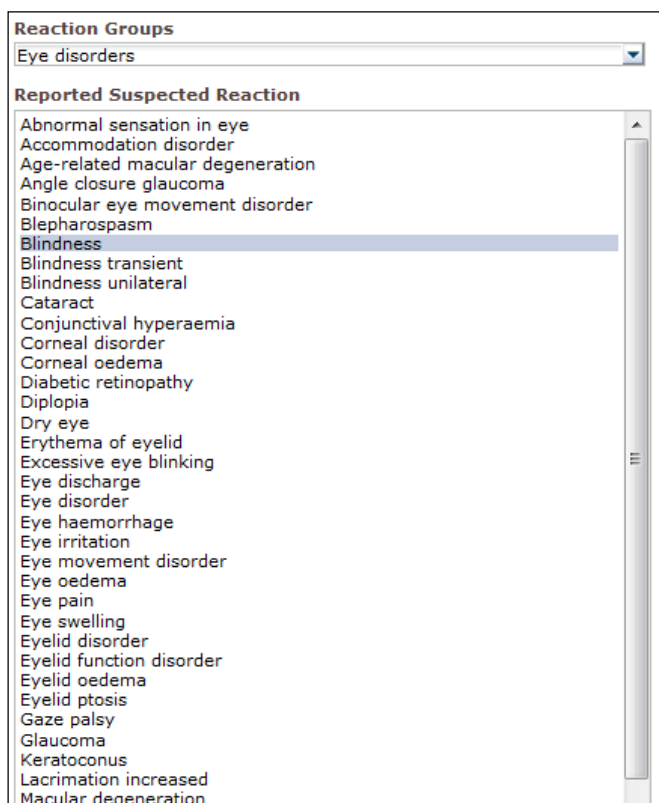 Reaction Groups
Eye disorders
Reported Suspected Reaction
Abnormal sensation in eye
Accommodation disorder
Age-related macular degeneration
Angle closure glaucoma
Binocular eye movement disorder
Blepharospasm
Blindness
Blindness transient
Blindness unilateral
Cataract
Conjunctival hyperaemia
Corneal disorder
Corneal oedema
Diabetic retinopathy
Diplopia
Dry eye
Erythema of eyelid
Excessive eye blinking
Eye discharge
Eye disorder
Eye haemorrhage
Eye irritation
Eye movement disorder
Eye oedema
Eye pain
Eye swelling
Eyelid disorder
Eyelid function disorder
Eyelid oedema
Eyelid ptosis
Gaze palsy
Glaucoma
Keratoconus
Lacrimation increased
Macular degeneration